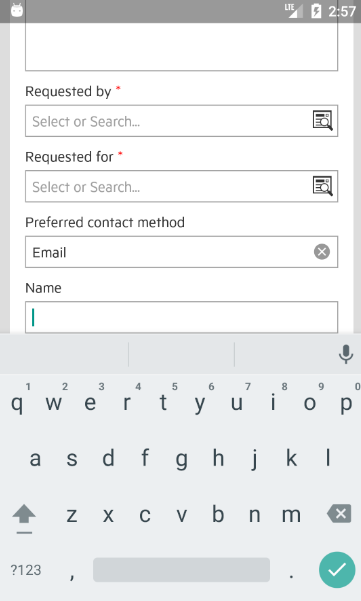 LTE 2:57
Requested by *
Select or Search...
Requested for *
Select or Search...
Preferred contact method
Email
Name
1 2 3 4 5 6 7 8 9 0
q w e r t y u i o p
a s d f g h j k l
z x c v b n m
?123 , .